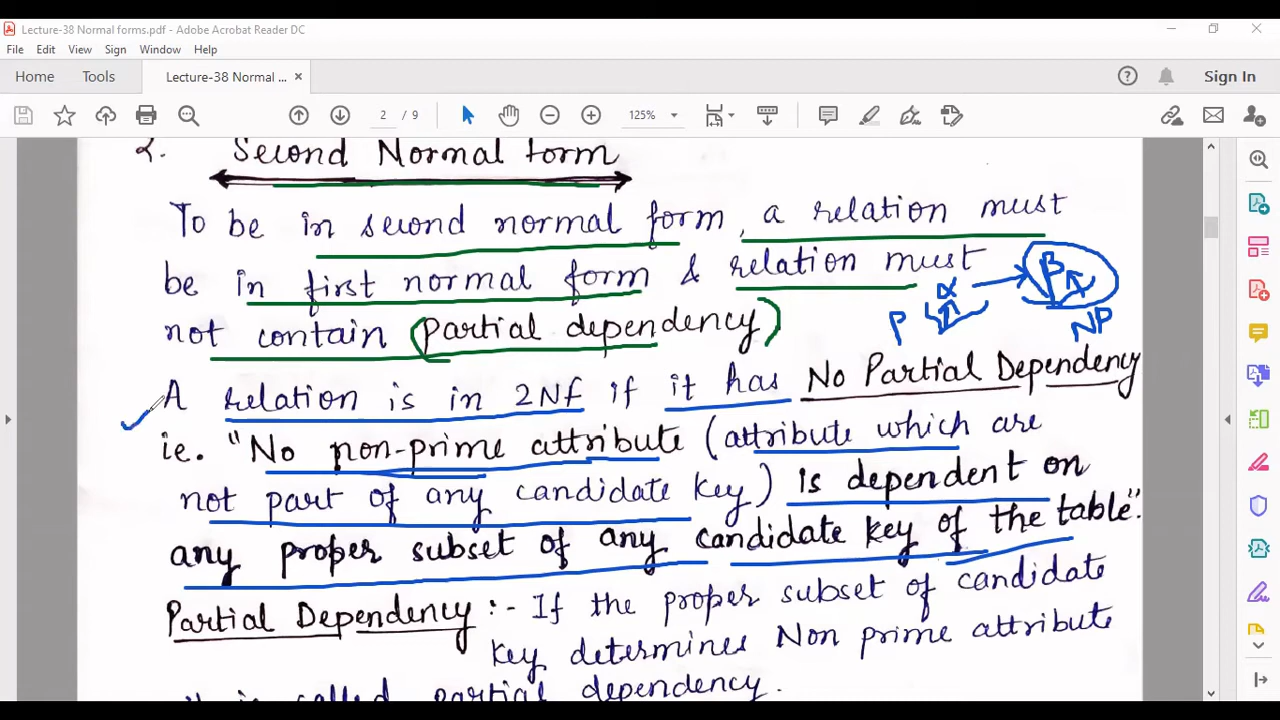 Lecture-38 Normal forms.pdf - Adobe Acrobat Reader DC
File Edit View Sign Window Help
Home Tools Lecture-38 Normal ... × Sign In
2 / 9 125%
2. Second Normal form
To be in second normal form, a relation must
be in first normal form & relation must
not contain (partial dependency)
α → β
P NP
A relation is in 2NF if it has No Partial Dependency
ie. "No non-prime attribute (attribute which are
not part of any candidate key) is dependent on
any proper subset of any candidate key of the table".
Partial Dependency :- If the proper subset of candidate
key determines Non prime attribute
it is called partial dependency.